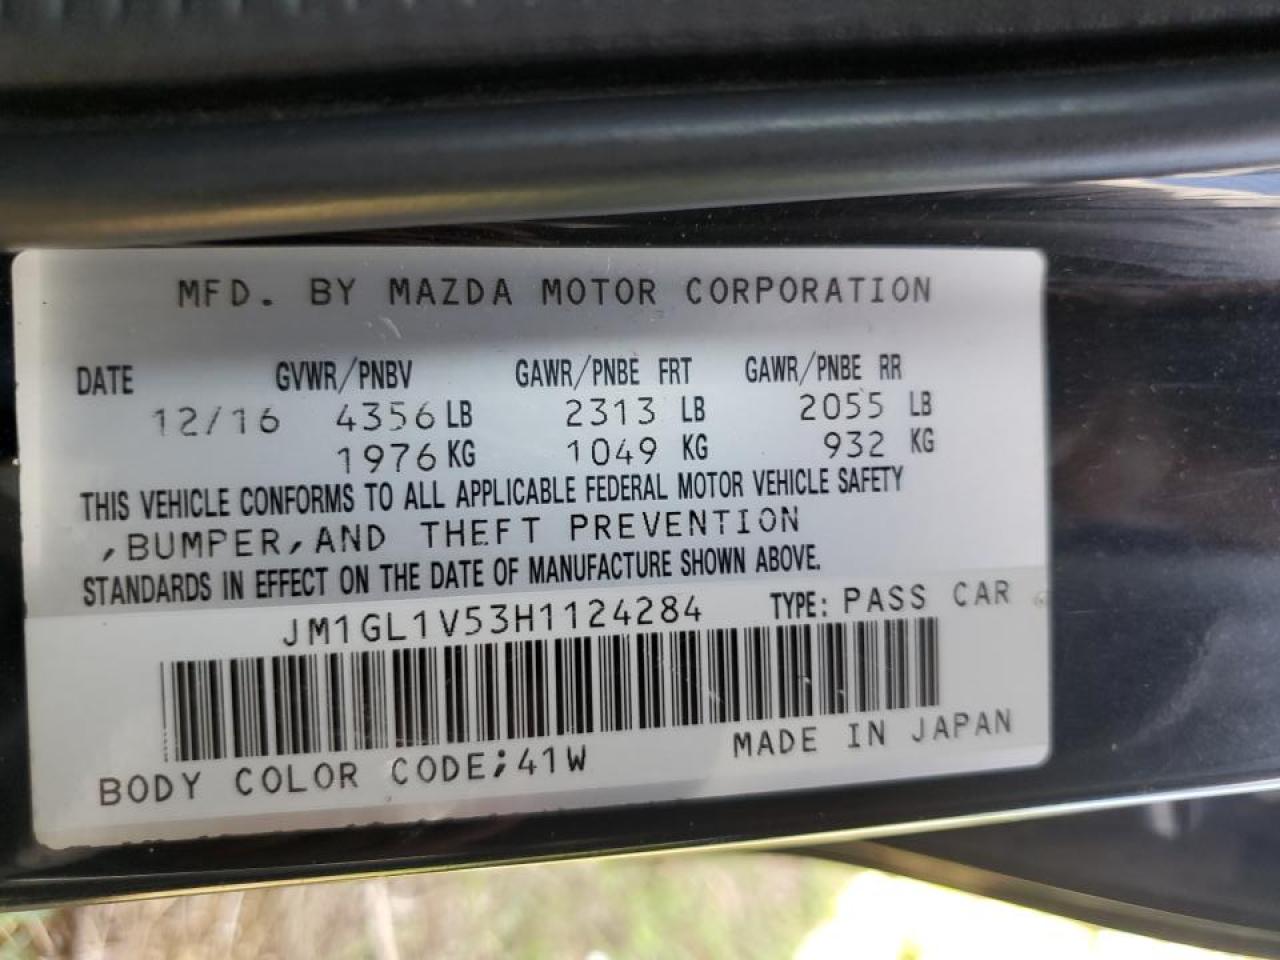 MFD. BY MAZDA MOTOR CORPORATION
DATE GVWR/PNBV GAWR/PNBE FRT GAWR/PNBE RR
12/16 4356 LB 2313 LB 2055 LB
1976 KG 1049 KG 932 KG
THIS VEHICLE CONFORMS TO ALL APPLICABLE FEDERAL MOTOR VEHICLE SAFETY
,BUMPER,AND THEFT PREVENTION
STANDARDS IN EFFECT ON THE DATE OF MANUFACTURE SHOWN ABOVE.
JM1GL1V53H1124284 TYPE: PASS CAR
BODY COLOR CODE;41W MADE IN JAPAN